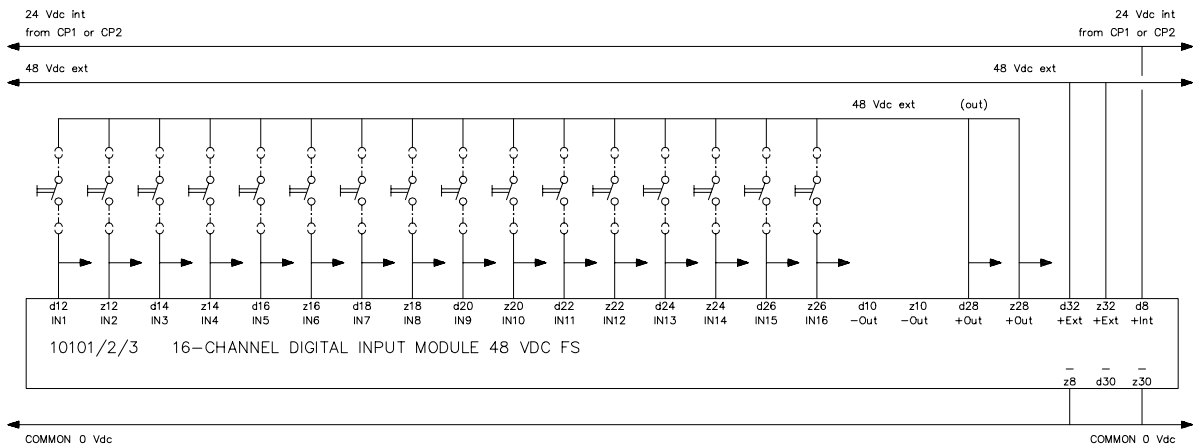 24 Vdc int
from CP1 or CP2
24 Vdc int
from CP1 or CP2
48 Vdc ext
48 Vdc ext
48 Vdc ext (out)
d12 z12 d14 z14 d16 z16 d18 z18 d20 z20 d22 z22 d24 z24 d26 z26 d10 z10 d28 z28 d32 z32 d8
IN1 IN2 IN3 IN4 IN5 IN6 IN7 IN8 IN9 IN10 IN11 IN12 IN13 IN14 IN15 IN16 −Out −Out +Out +Out +Ext +Ext +Int
10101/2/3 16−CHANNEL DIGITAL INPUT MODULE 48 VDC FS
− − −
z8 d30 z30
COMMON 0 Vdc
COMMON 0 Vdc